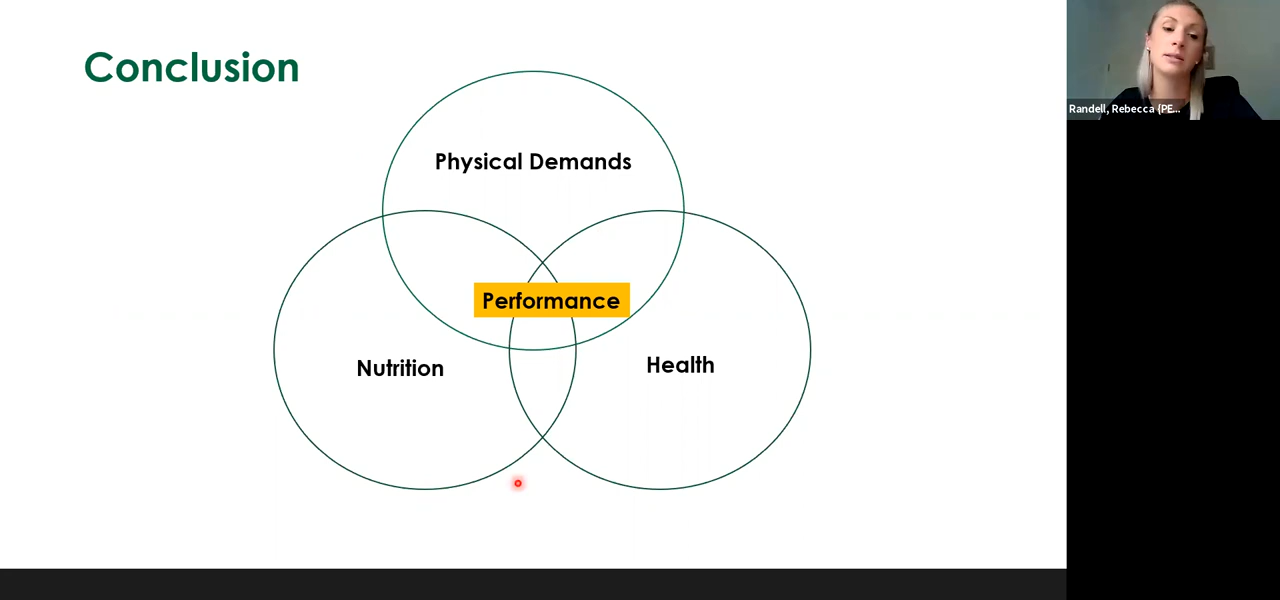 Conclusion
Physical Demands
Performance
Nutrition
Health
Randell, Rebecca {PE...